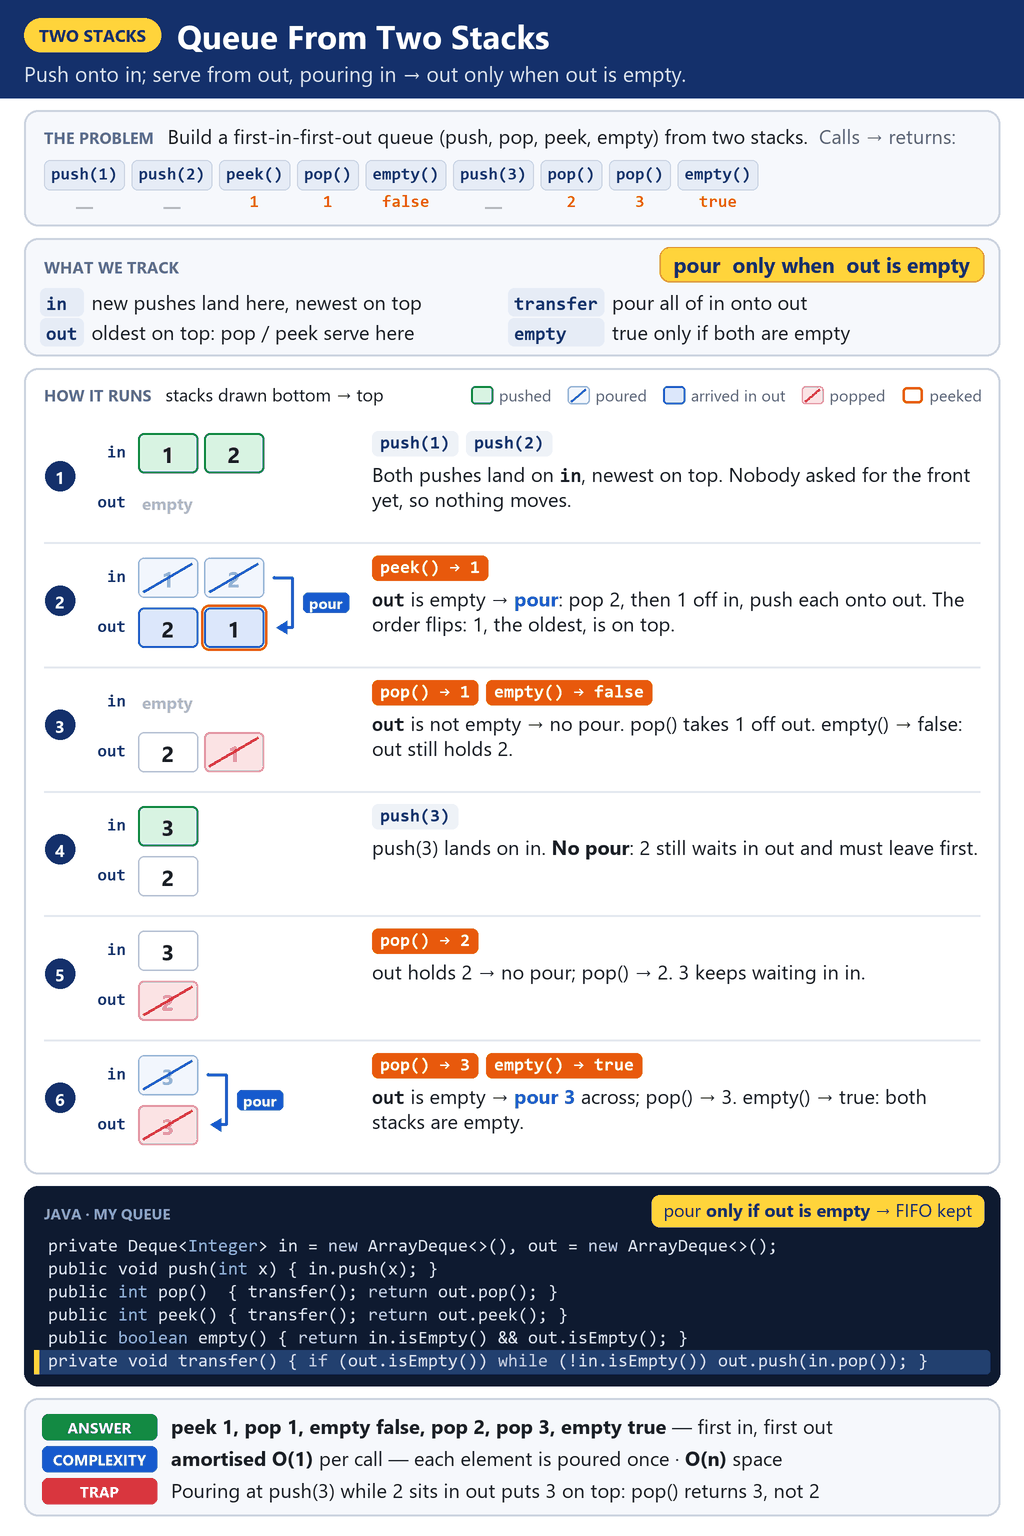 TWO STACKS Queue From Two Stacks
Push onto in; serve from out, pouring in → out only when out is empty.
THE PROBLEM Build a first-in-first-out queue (push, pop, peek, empty) from two stacks. Calls → returns:
push(1) push(2) peek() pop() empty() push(3) pop() pop() empty()
— — 1 1 false — 2 3 true
WHAT WE TRACK pour only when out is empty
in new pushes land here, newest on top transfer pour all of in onto out
out oldest on top: pop / peek serve here empty true only if both are empty
HOW IT RUNS stacks drawn bottom → top pushed poured arrived in out popped peeked
1
in 1 2
out empty
push(1) push(2)
Both pushes land on in, newest on top. Nobody asked for the front
yet, so nothing moves.
2
in 1 2
out 2 1
pour
peek() → 1
out is empty → pour: pop 2, then 1 off in, push each onto out. The
order flips: 1, the oldest, is on top.
3
in empty
out 2 1
pop() → 1 empty() → false
out is not empty → no pour. pop() takes 1 off out. empty() → false:
out still holds 2.
4
in 3
out 2
push(3)
push(3) lands on in. No pour: 2 still waits in out and must leave first.
5
in 3
out 2
pop() → 2
out holds 2 → no pour; pop() → 2. 3 keeps waiting in in.
6
in 3
out 3
pour
pop() → 3 empty() → true
out is empty → pour 3 across; pop() → 3. empty() → true: both
stacks are empty.
JAVA · MY QUEUE pour only if out is empty → FIFO kept
private Deque<Integer> in = new ArrayDeque<>(), out = new ArrayDeque<>();
public void push(int x) { in.push(x); }
public int pop()  { transfer(); return out.pop(); }
public int peek() { transfer(); return out.peek(); }
public boolean empty() { return in.isEmpty() && out.isEmpty(); }
private void transfer() { if (out.isEmpty()) while (!in.isEmpty()) out.push(in.pop()); }
ANSWER peek 1, pop 1, empty false, pop 2, pop 3, empty true — first in, first out
COMPLEXITY amortised O(1) per call — each element is poured once · O(n) space
TRAP Pouring at push(3) while 2 sits in out puts 3 on top: pop() returns 3, not 2